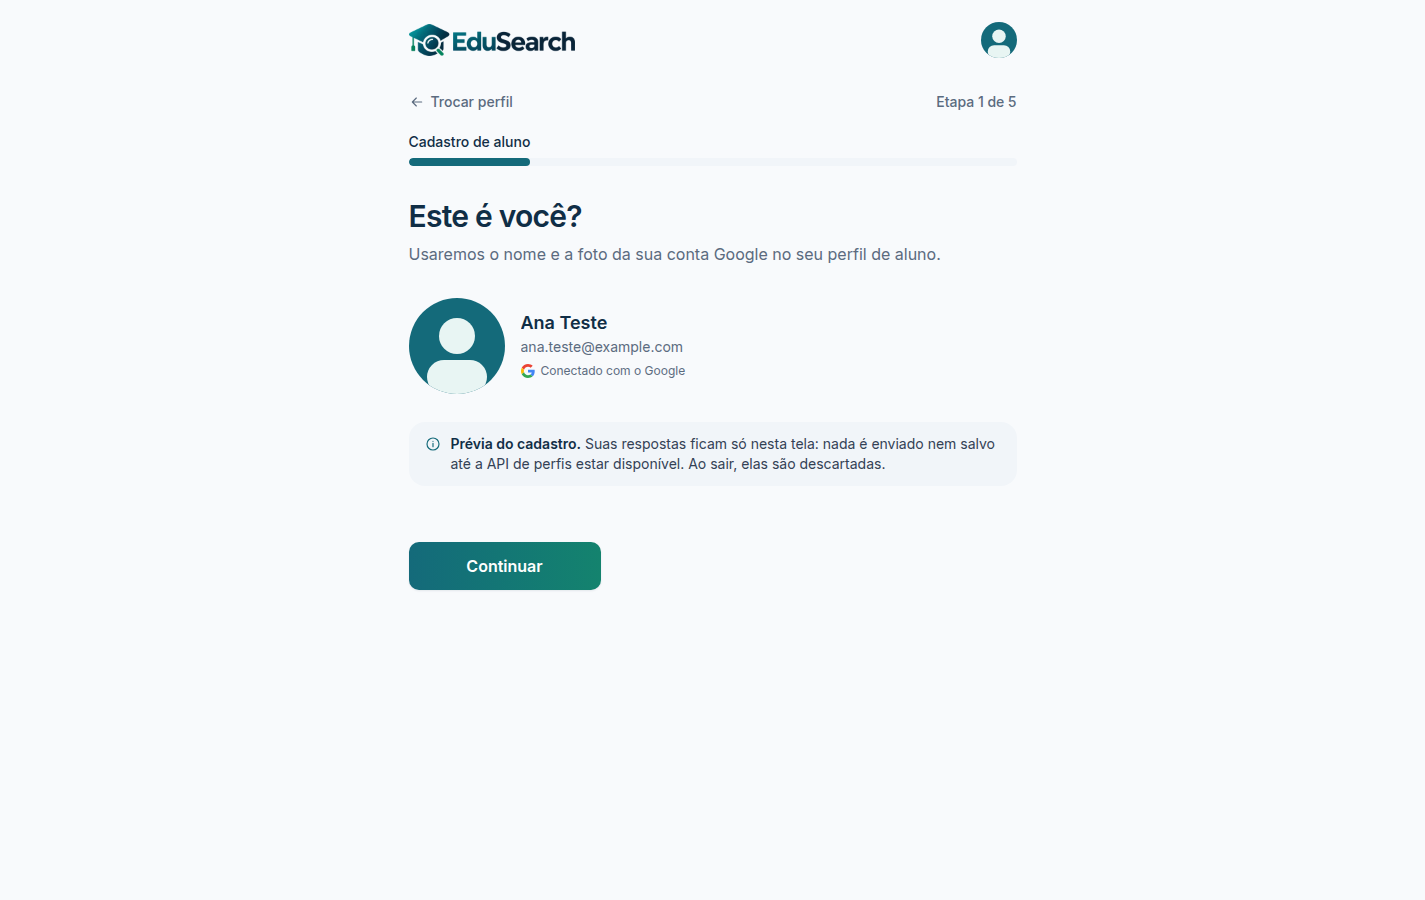 EduSearch
Trocar perfil
Etapa 1 de 5
Cadastro de aluno
Este é você?
Usaremos o nome e a foto da sua conta Google no seu perfil de aluno.
Ana Teste
ana.teste@example.com
Conectado com o Google
Prévia do cadastro. Suas respostas ficam só nesta tela: nada é enviado nem salvo
até a API de perfis estar disponível. Ao sair, elas são descartadas.
Continuar